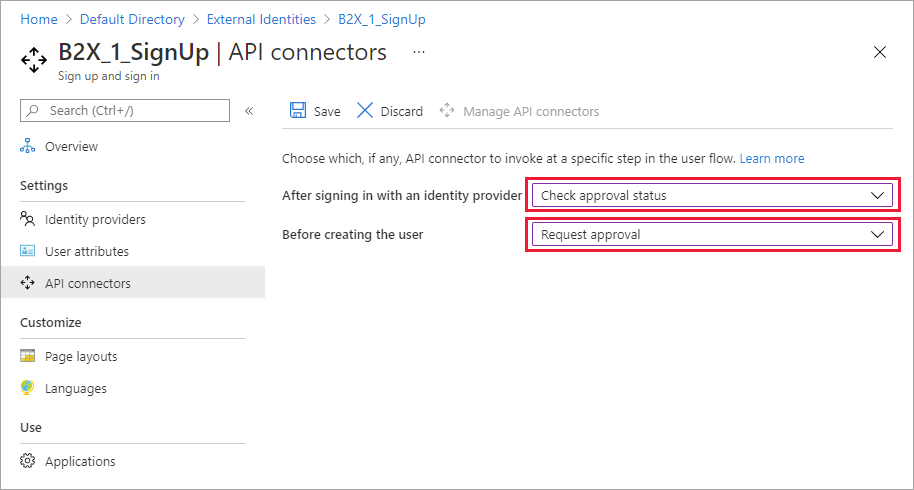 Home > Default Directory > External Identities > B2X_1_SignUp
B2X_1_SignUp | API connectors ...
Sign up and sign in
Search (Ctrl+/) «
Save Discard Manage API connectors
Overview
Choose which, if any, API connector to invoke at a specific step in the user flow. Learn more
Settings
After signing in with an identity provider Check approval status
Identity providers
Before creating the user Request approval
User attributes
API connectors
Customize
Page layouts
Languages
Use
Applications